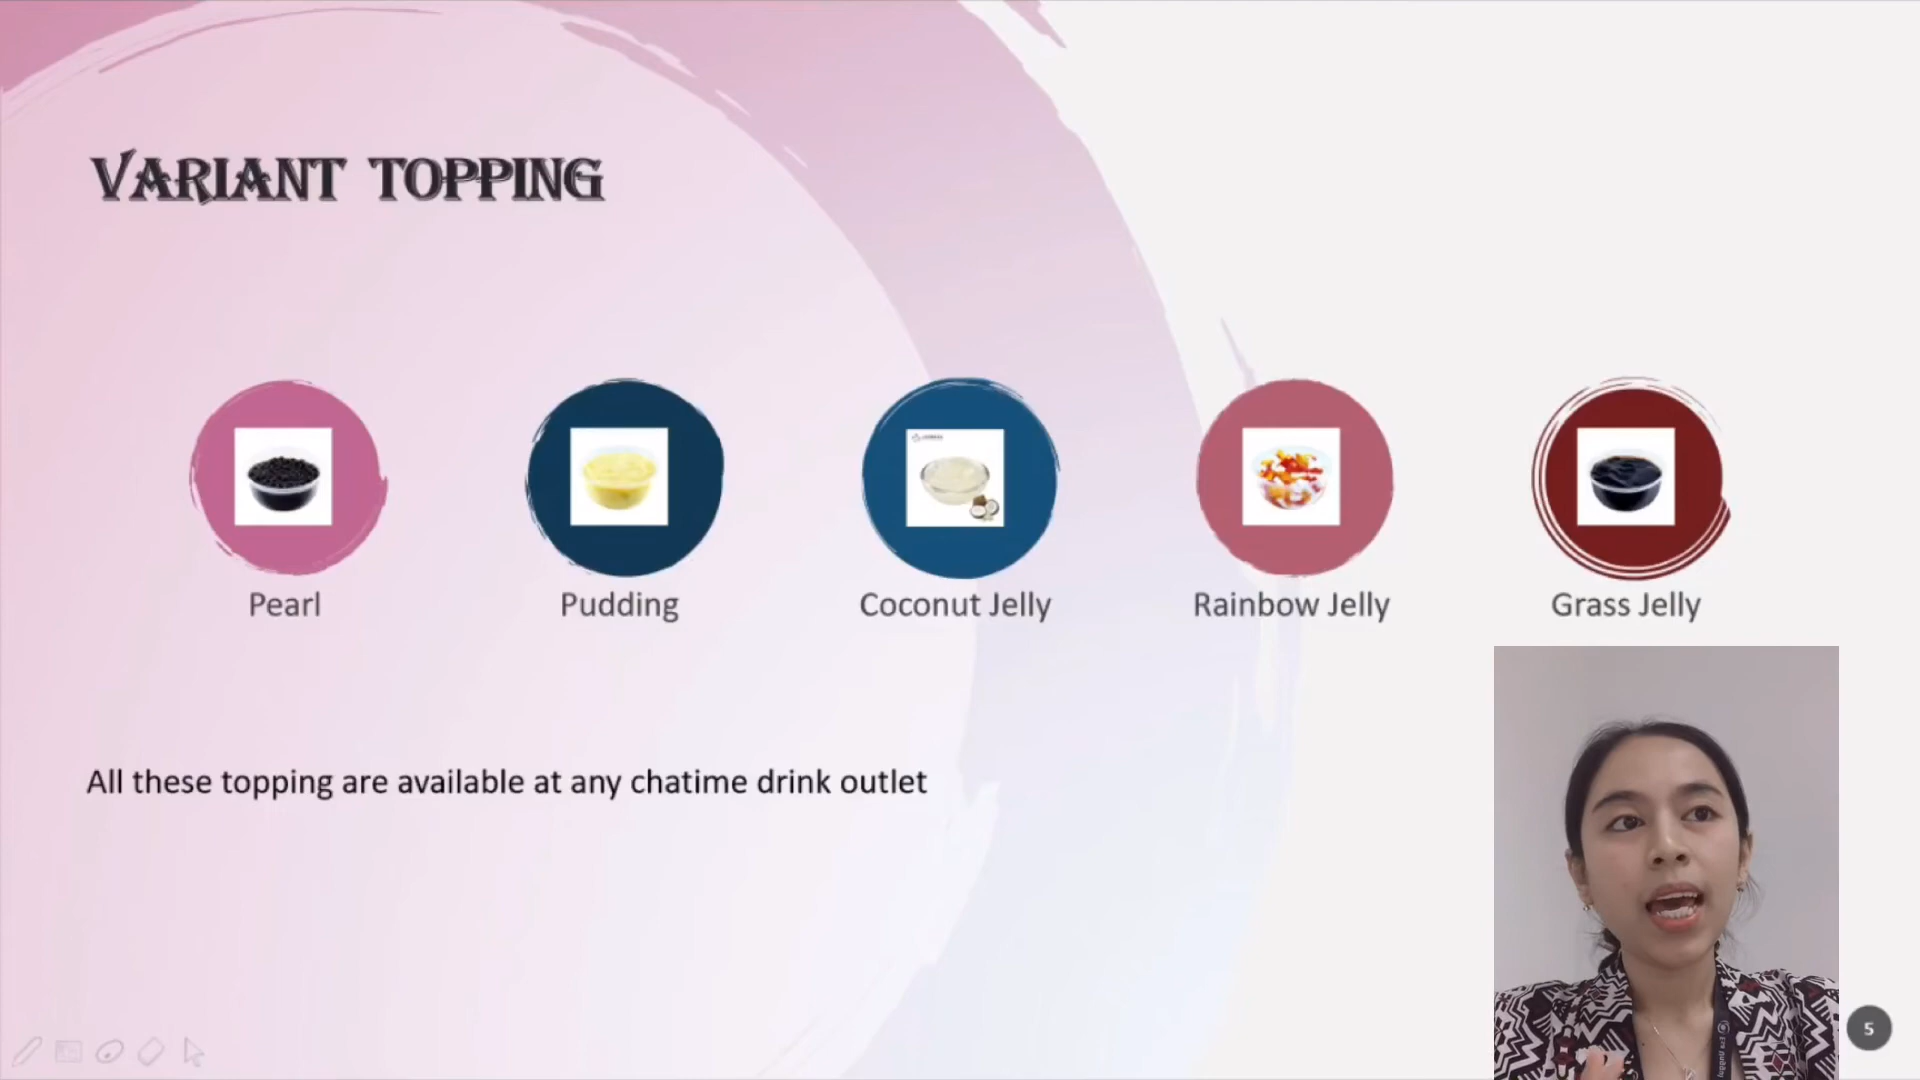 VARIANT TOPPING
Pearl
Pudding
Coconut Jelly
Rainbow Jelly
Grass Jelly
All these topping are available at any chatime drink outlet
5